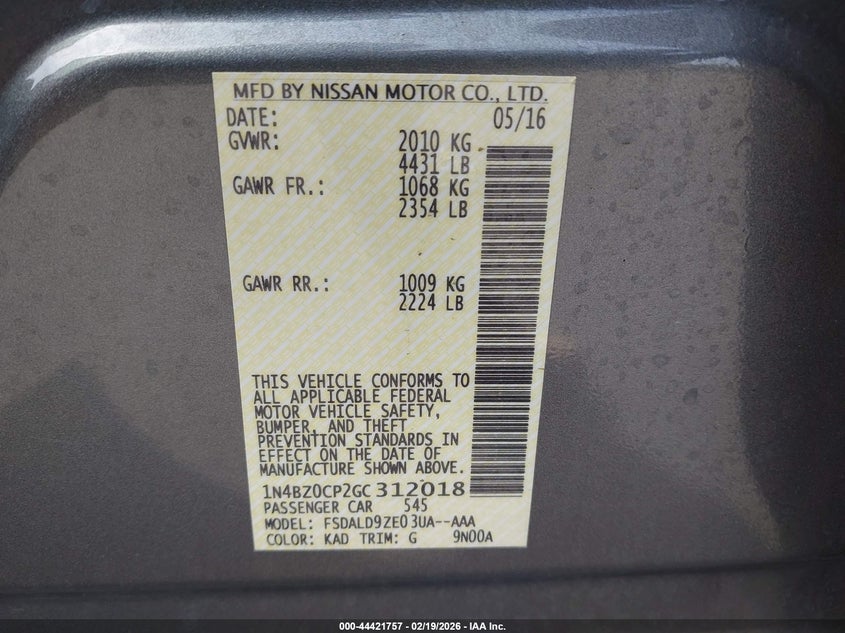 MFD BY NISSAN MOTOR CO., LTD.
DATE: 05/16
GVWR: 2010 KG
4431 LB
GAWR FR.: 1068 KG
2354 LB
GAWR RR.: 1009 KG
2224 LB
THIS VEHICLE CONFORMS TO
ALL APPLICABLE FEDERAL
MOTOR VEHICLE SAFETY,
BUMPER, AND THEFT
PREVENTION STANDARDS IN
EFFECT ON THE DATE OF
MANUFACTURE SHOWN ABOVE.
1N4BZ0CP2GC312018
PASSENGER CAR 545
MODEL: FSDALD9ZE03UA--AAA
COLOR: KAD TRIM: G 9N00A
000-44421757 - 02/19/2026 - IAA Inc.